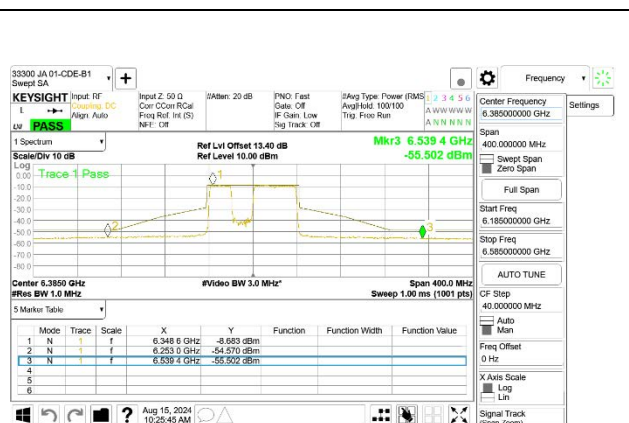 33300 JA 01-CDE-B1
Swept SA
Frequency
Settings
KEYSIGHT
Input: RF
Coupling: DC
Align: Auto
Input Z: 50 Ω
Corr CCorr RCal
Freq Ref: Int (S)
NFE: Off
#Atten: 20 dB
PNO: Fast
Gate: Off
IF Gain: Low
Sig Track: Off
#Avg Type: Power (RMS
Avg|Hold: 100/100
Trig: Free Run
1 2 3 4 5 6
A W W W W W
A N N N N N
L
PASS
1 Spectrum
Scale/Div 10 dB
Ref Lvl Offset 13.40 dB
Ref Level 10.00 dBm
Mkr3 6.539 4 GHz
-55.502 dBm
Log
Trace 1 Pass
0.00
-10.0
-20.0
-30.0
-40.0
-50.0
-60.0
1
2
3
Center 6.3850 GHz
#Res BW 1.0 MHz
#Video BW 3.0 MHz*
Span 400.0 MHz
Sweep 1.00 ms (1001 pts)
5 Marker Table
Mode Trace Scale X Y Function Function Width Function Value
1 N 1 f 6.348 6 GHz -8.683 dBm
2 N 1 f 6.253 0 GHz -54.570 dBm
3 N 1 f 6.539 4 GHz -55.502 dBm
4
5
6
Aug 15, 2024
10:25:45 AM
Center Frequency
6.385000000 GHz
Span
400.000000 MHz
Swept Span
Zero Span
Full Span
Start Freq
6.185000000 GHz
Stop Freq
6.585000000 GHz
AUTO TUNE
CF Step
40.000000 MHz
Auto
Man
Freq Offset
0 Hz
X Axis Scale
Log
Lin
Signal Track
(Span Zoom)